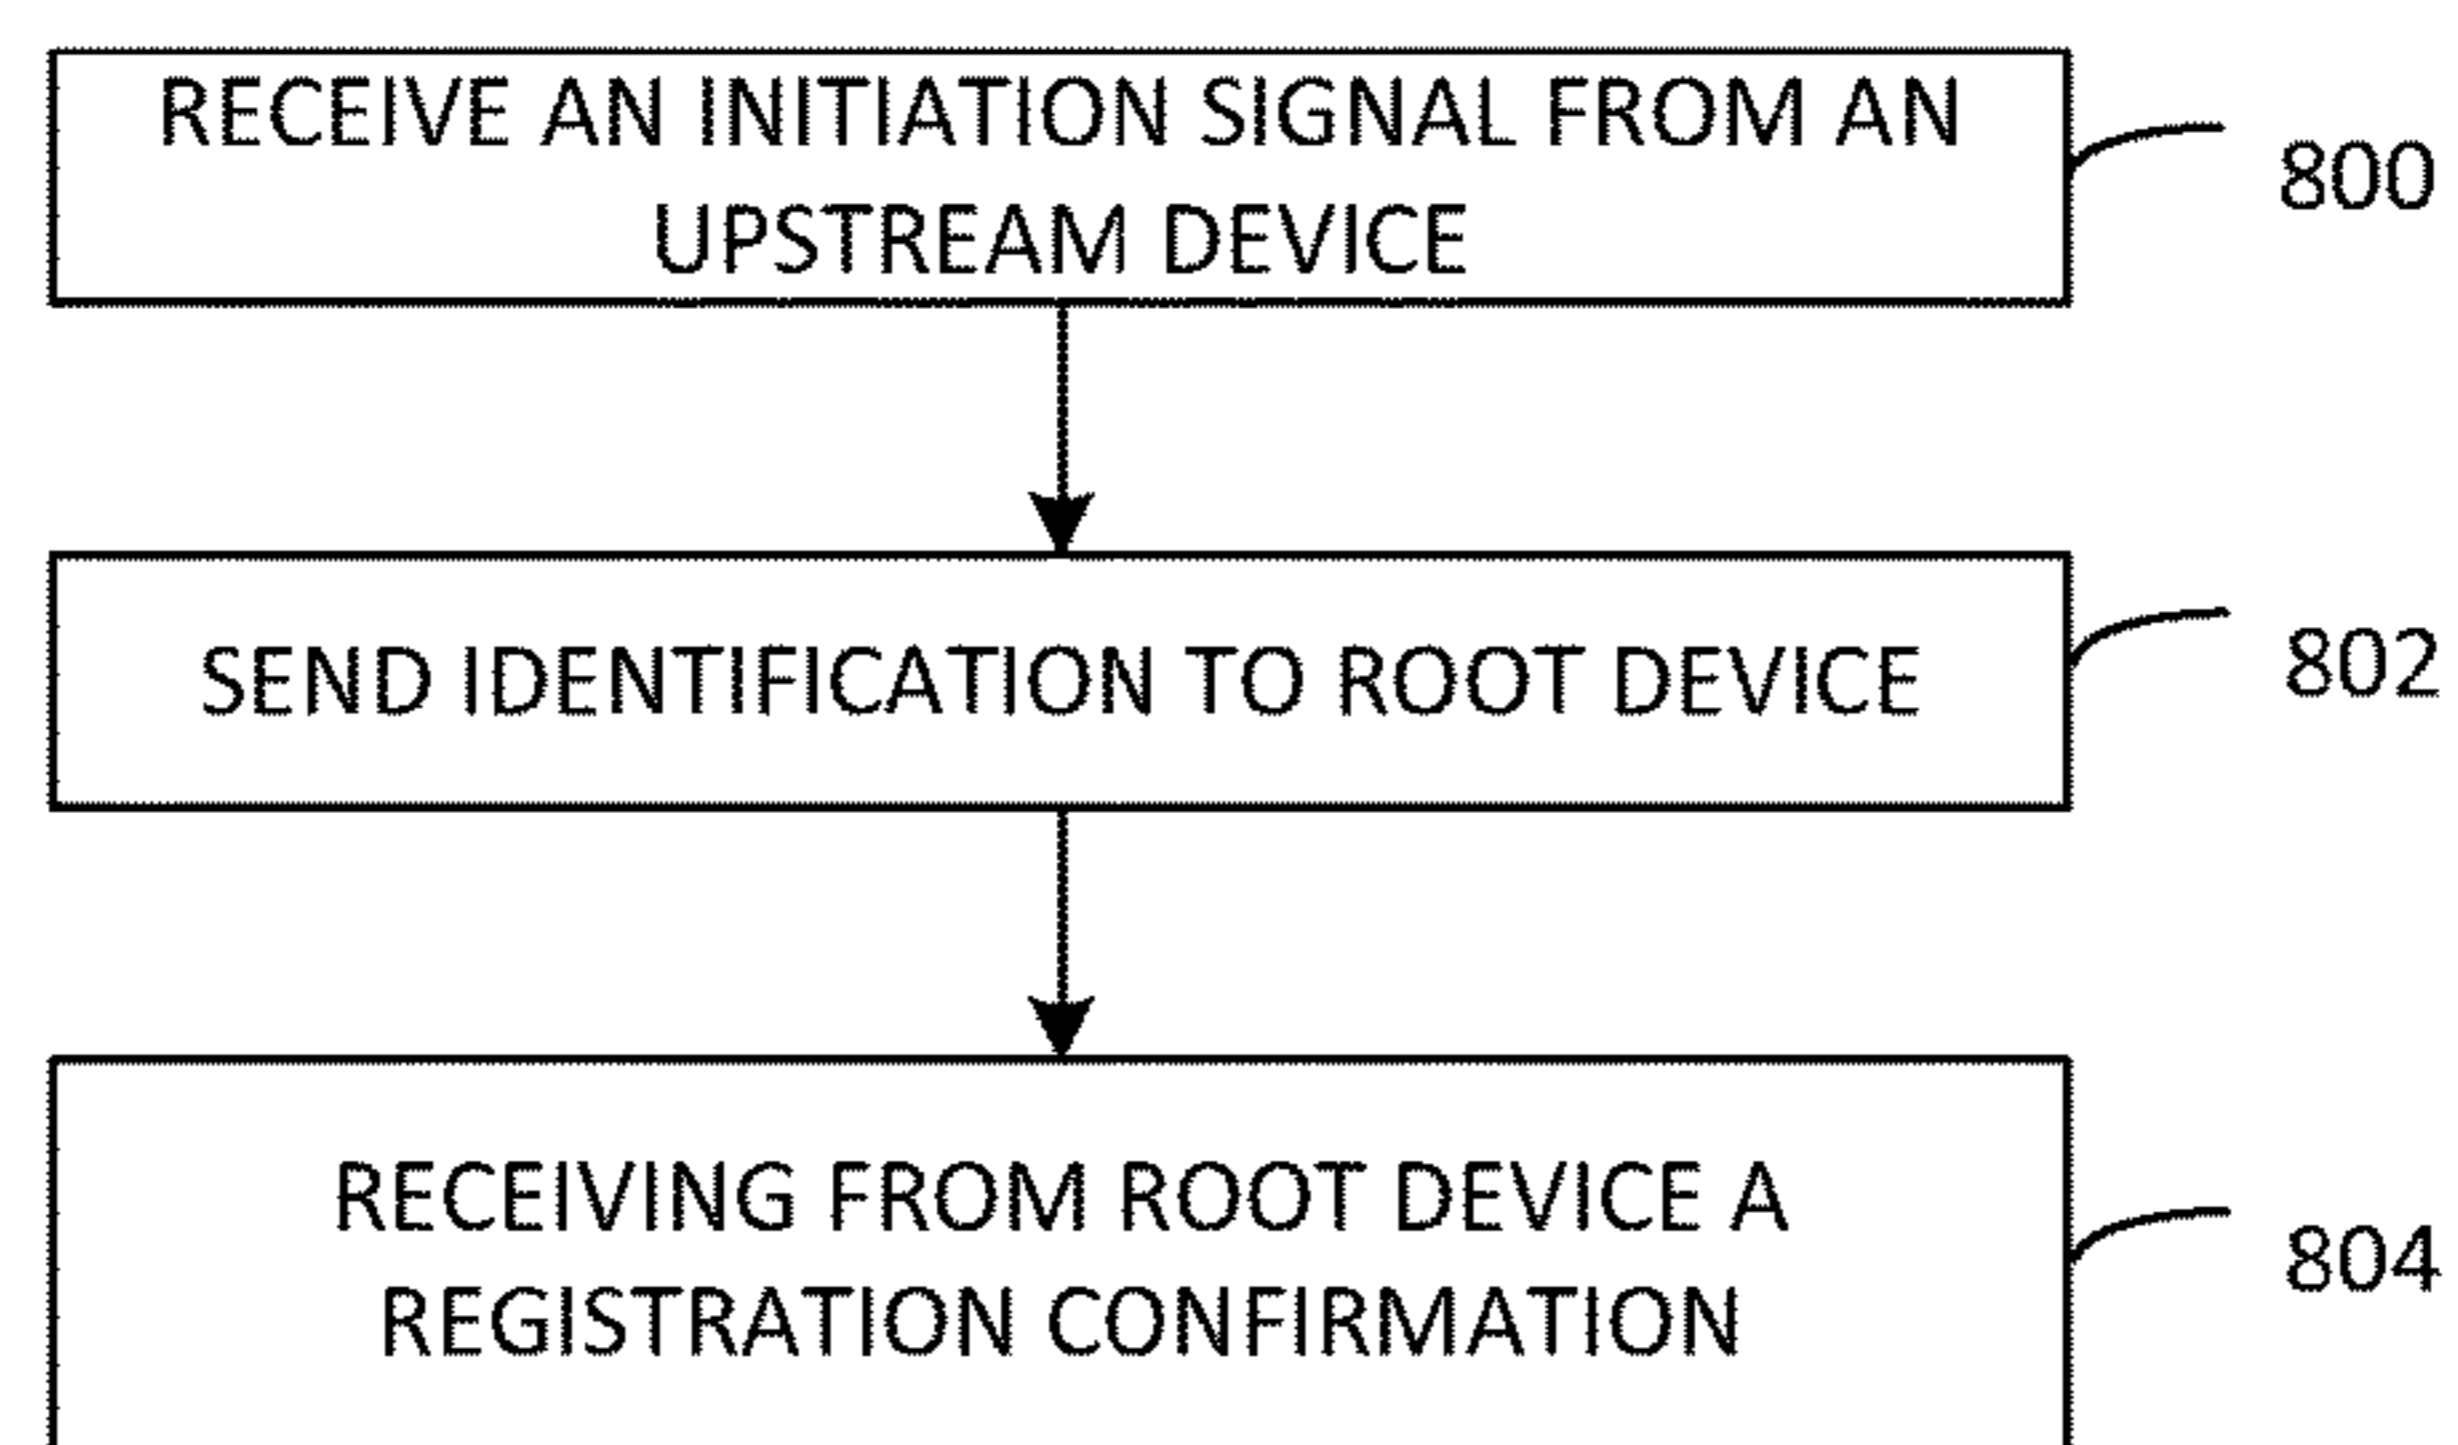 RECEIVE AN INITIATION SIGNAL FROM AN
UPSTREAM DEVICE
800
SEND IDENTIFICATION TO ROOT DEVICE
802
RECEIVING FROM ROOT DEVICE A
REGISTRATION CONFIRMATION
804